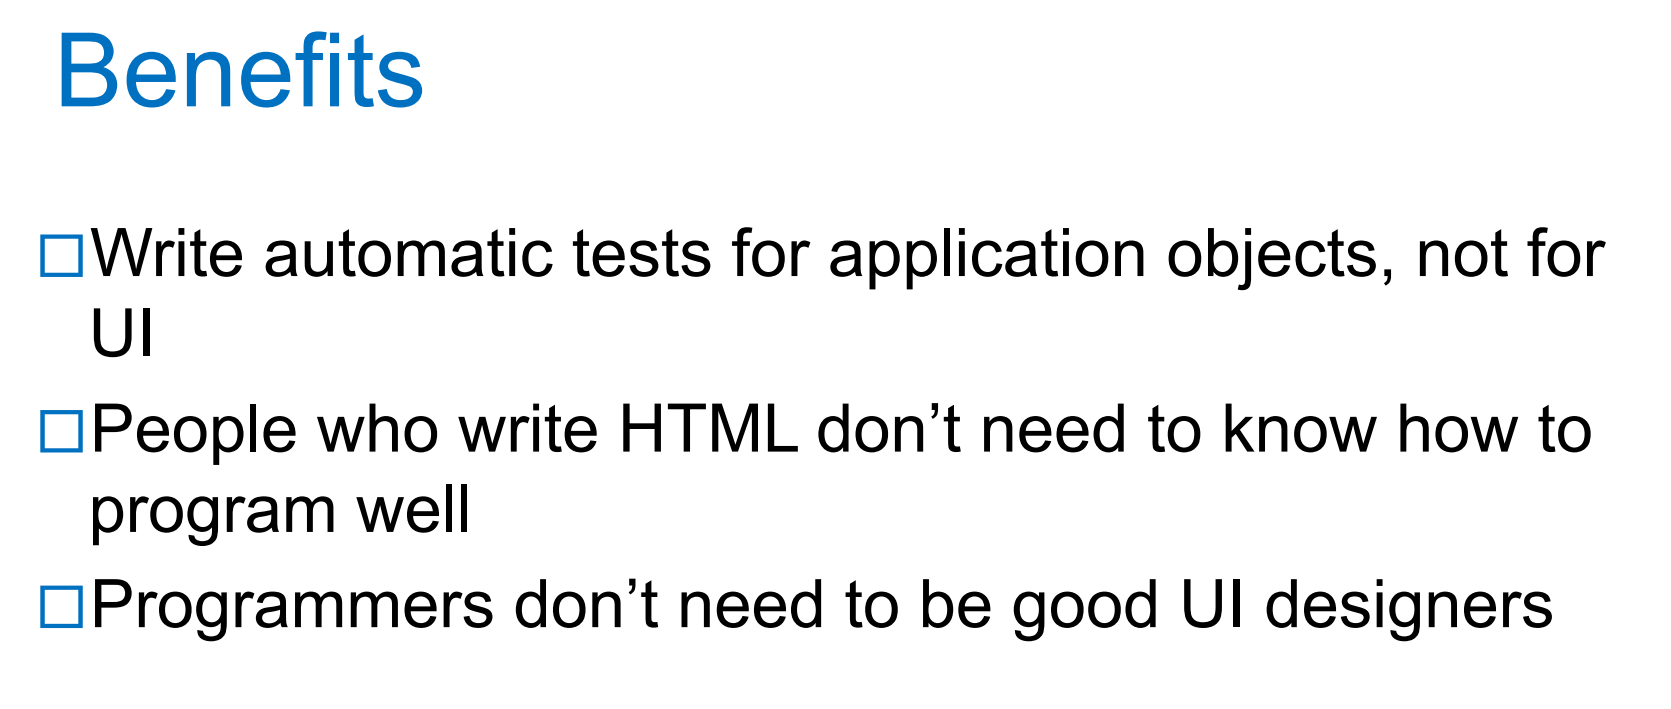 Benefits
Write automatic tests for application objects, not for
UI
People who write HTML don’t need to know how to
program well
Programmers don’t need to be good UI designers